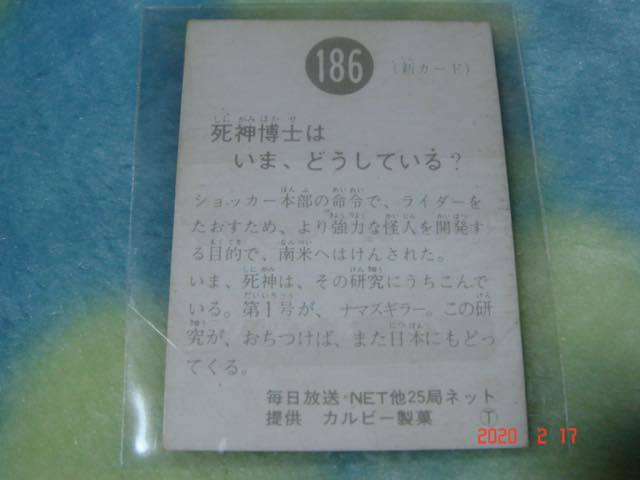 186
(新カード)
死神博士は
いま、どうしている?
ショッカー本部の命令で、ライダーを
たおすため、より強力な怪人を開発す
る目的で、南米へはけんされた。
いま、死神は、その研究にうちこんで
いる。第1号が、ナマズギラー。この研
究が、おちつけば、また日本にもどっ
てくる。
毎日放送・NET他25局ネット
提供 カルビー製菓 Ⓣ
2020 2 17